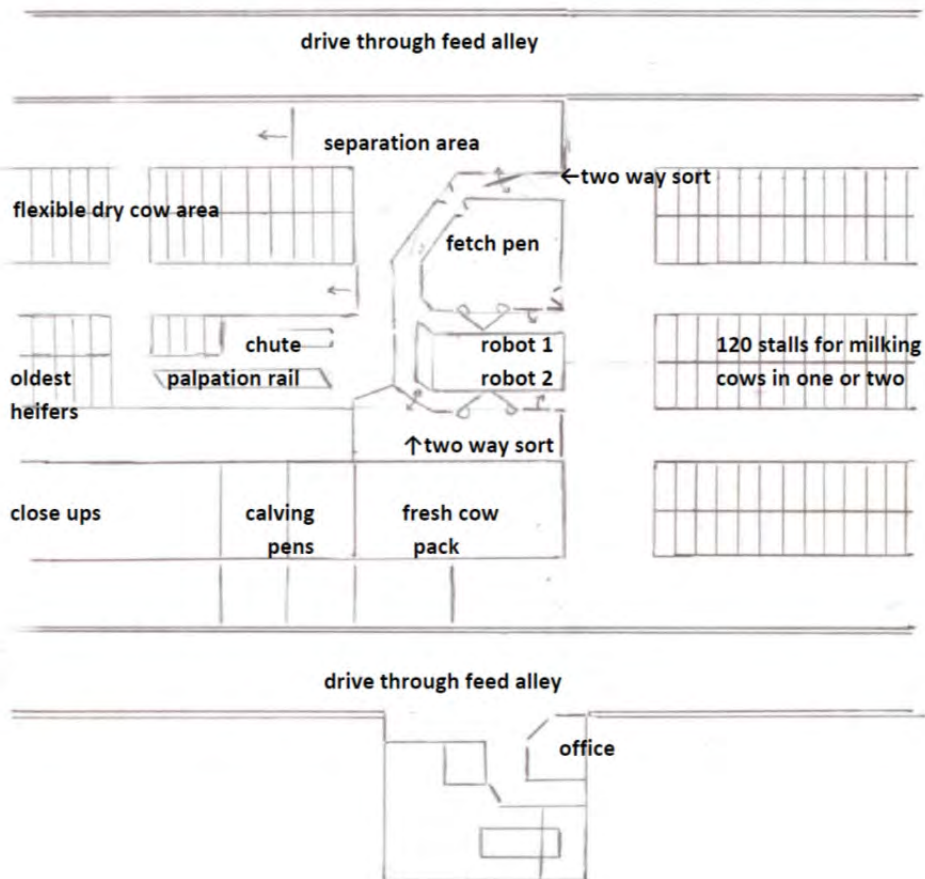 drive through feed alley
separation area
←two way sort
flexible dry cow area
fetch pen
chute
robot 1
120 stalls for milking
oldest
palpation rail
robot 2
cows in one or two
heifers
↑two way sort
close ups
calving
fresh cow
pens
pack
drive through feed alley
office